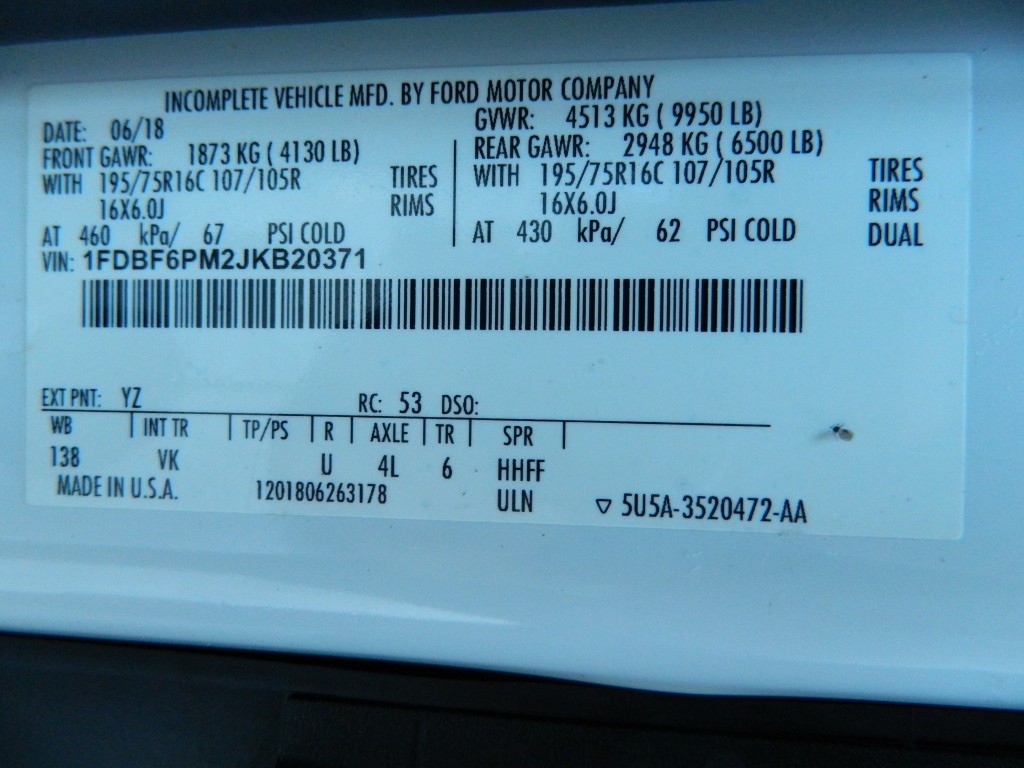 INCOMPLETE VEHICLE MFD. BY FORD MOTOR COMPANY
DATE: 06/18 GVWR: 4513 KG ( 9950 LB)
FRONT GAWR: 1873 KG ( 4130 LB) REAR GAWR: 2948 KG ( 6500 LB)
WITH 195/75R16C 107/105R TIRES WITH 195/75R16C 107/105R TIRES
16X6.0J RIMS 16X6.0J RIMS
AT 460 kPa/ 67 PSI COLD AT 430 kPa/ 62 PSI COLD DUAL
VIN: 1FDBF6PM2JKB20371
EXT PNT: YZ RC: 53 DSO:
WB INT TR TP/PS R AXLE TR SPR
138 VK U 4L 6 HHFF
MADE IN U.S.A. 1201806263178 ULN ▽ 5U5A-3520472-AA